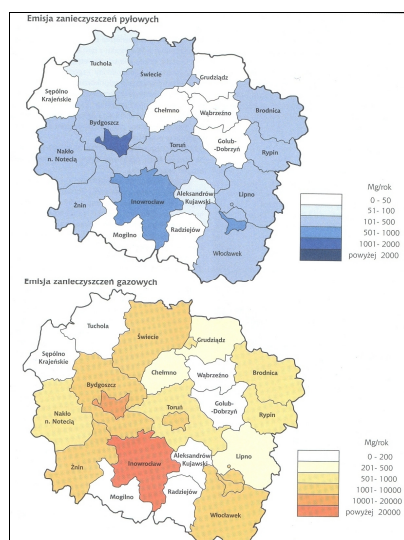 Emisja zanieczyszczeń pyłowych
Tuchola
Świecie
Grudziądz
Sępólno
Krajeńskie
Chełmno
Wąbrzeźno
Brodnica
Bydgoszcz
Golub-
-Dobrzyń
Toruń
Rypin
Nakło
n. Notecią
Aleksandrów
Kujawski
Lipno
Inowrocław
Żnin
Mogilno
Radziejów
Włocławek
Mg/rok
0 - 50
51 - 100
101 - 500
501 - 1000
1001 - 2000
powyżej 2000
Emisja zanieczyszczeń gazowych
Tuchola
Świecie
Grudziądz
Sępólno
Krajeńskie
Chełmno
Wąbrzeźno
Brodnica
Bydgoszcz
Golub-
-Dobrzyń
Toruń
Rypin
Nakło
n. Notecią
Aleksandrów
Kujawski
Lipno
Inowrocław
Żnin
Mogilno
Radziejów
Włocławek
Mg/rok
0 - 200
201 - 500
501 - 1000
1001 - 10000
10001 - 20000
powyżej 20000